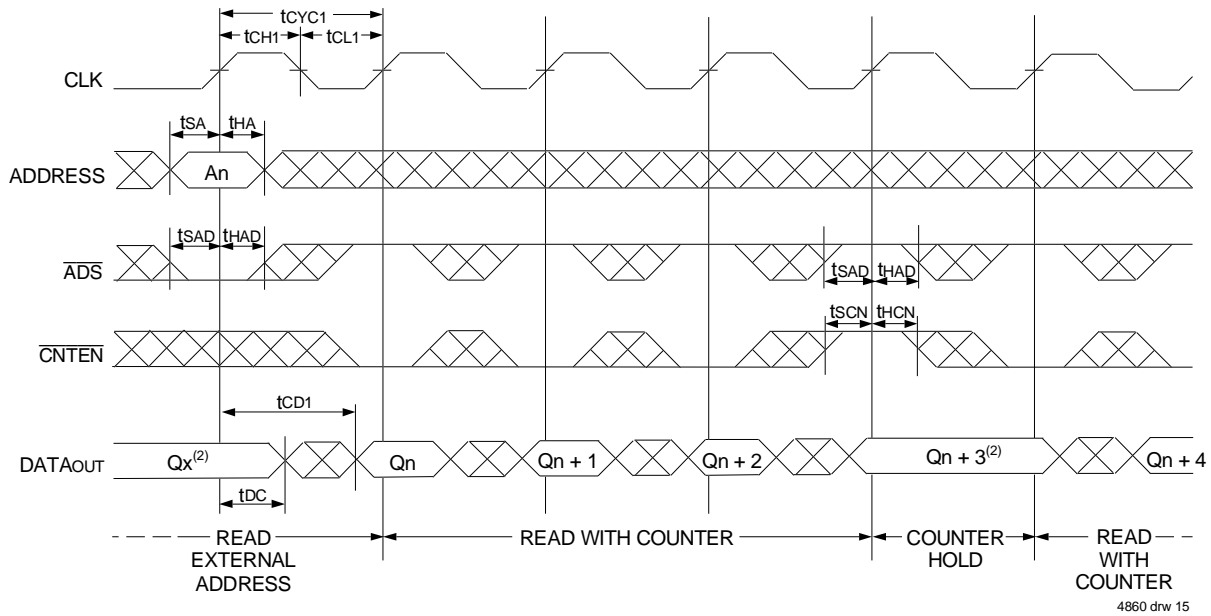 tCYC1
tCH1 tCL1
CLK
tSA tHA
ADDRESS An
tSAD tHAD
ADS
tSAD tHAD
tSCN tHCN
CNTEN
tCD1
DATAOUT Qx(2) Qn Qn + 1 Qn + 2 Qn + 3(2) Qn + 4
tDC
READ EXTERNAL ADDRESS
READ WITH COUNTER
COUNTER HOLD
READ WITH COUNTER
4860 drw 15